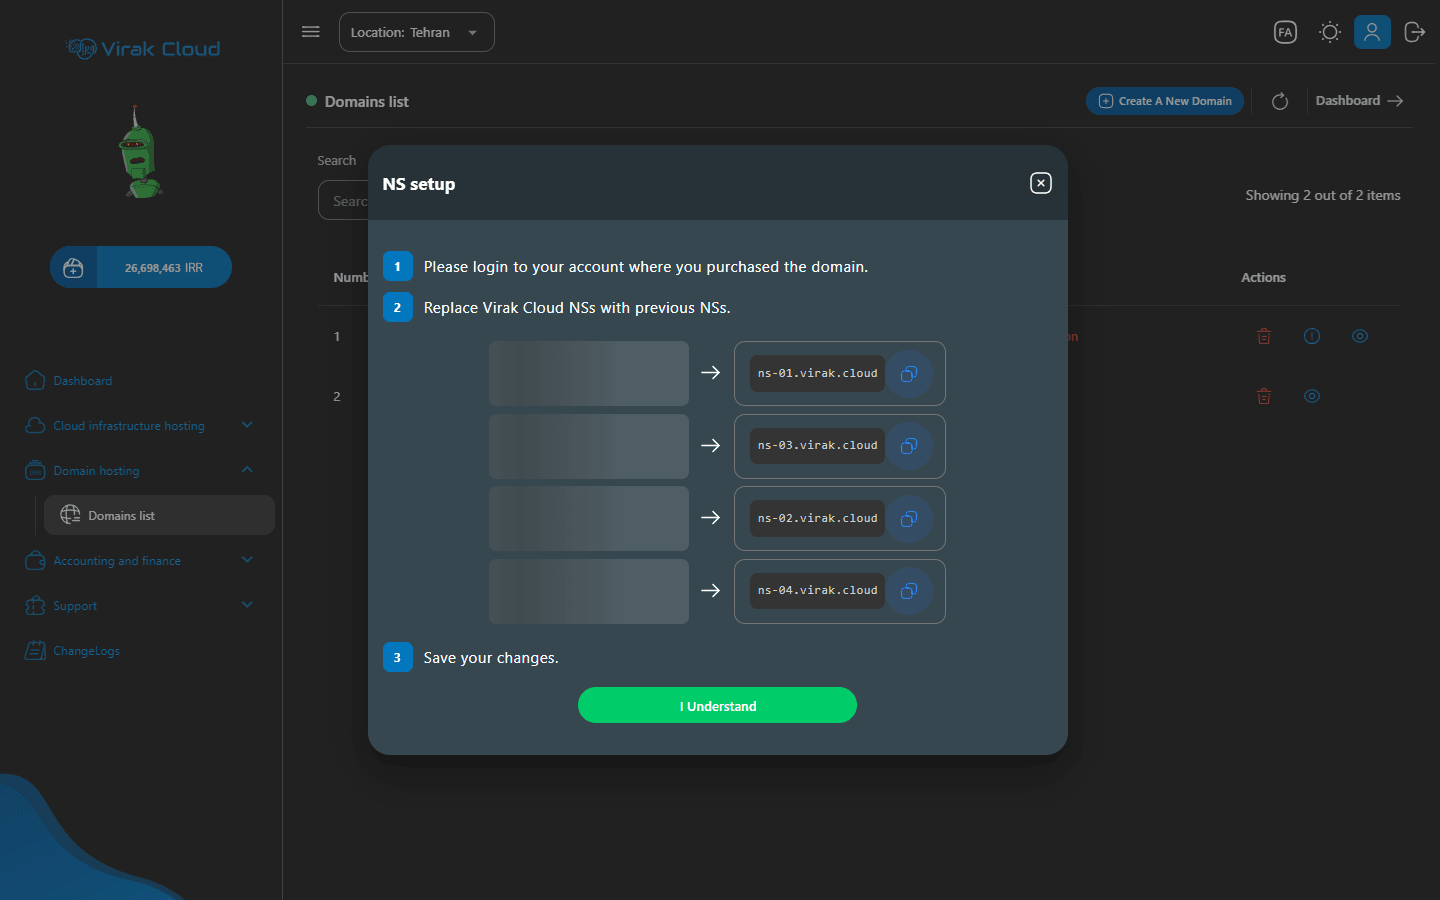 Virak Cloud
Location: Tehran
FA
Domains list
Create A New Domain
Dashboard
Search
Showing 2 out of 2 items
26,698,463 IRR
Actions
1
2
Dashboard
Cloud infrastructure hosting
Domain hosting
Domains list
Accounting and finance
Support
ChangeLogs
NS setup
1 Please login to your account where you purchased the domain.
2 Replace Virak Cloud NSs with previous NSs.
ns-01.virak.cloud
ns-03.virak.cloud
ns-02.virak.cloud
ns-04.virak.cloud
3 Save your changes.
I Understand